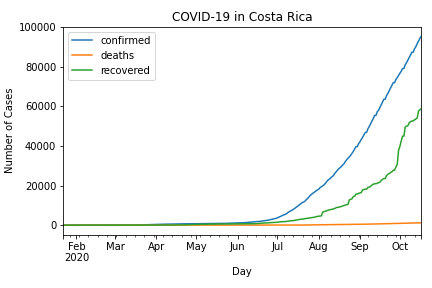 COVID-19 in Costa Rica
confirmed
deaths
recovered
100000
80000
60000
40000
20000
0
Number of Cases
Feb Mar Apr May Jun Jul Aug Sep Oct
2020
Day